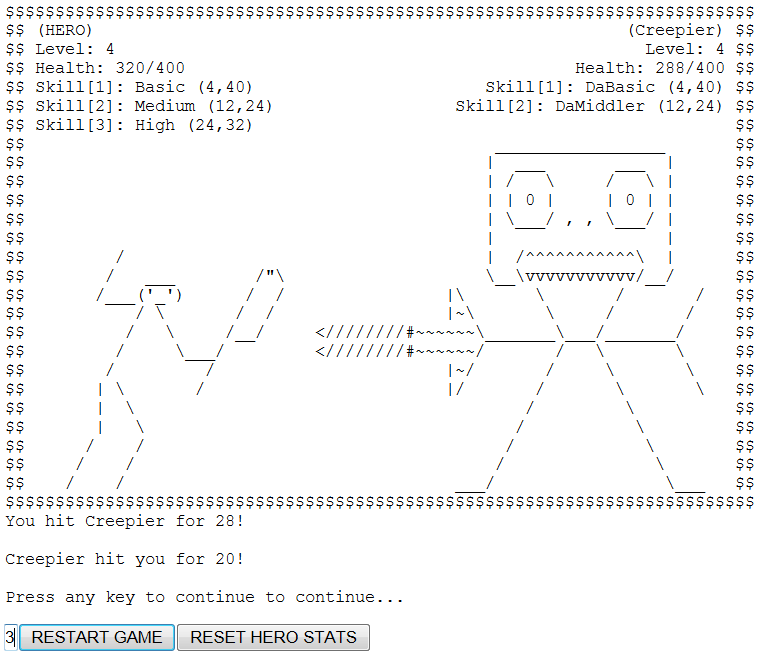 (HERO) (Creepier)
Level: 4 Level: 4
Health: 320/400 Health: 288/400
Skill[1]: Basic (4,40) Skill[1]: DaBasic (4,40)
Skill[2]: Medium (12,24) Skill[2]: DaMiddler (12,24)
Skill[3]: High (24,32)
You hit Creepier for 28!
Creepier hit you for 20!
Press any key to continue to continue...
3 RESTART GAME RESET HERO STATS